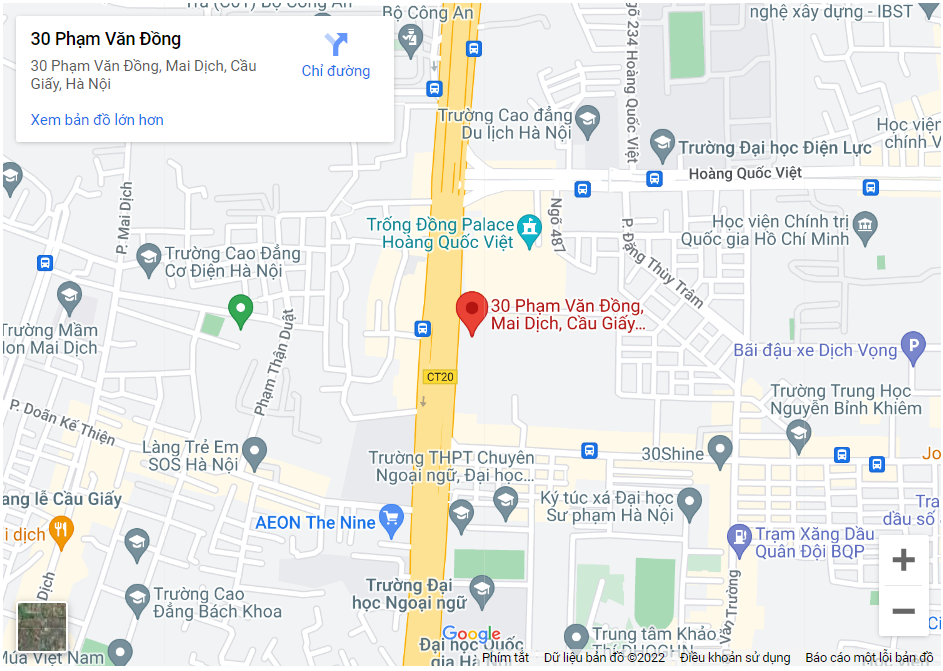 Bộ Công An
nghệ xây dựng - IBST
30 Phạm Văn Đồng
30 Phạm Văn Đồng, Mai Dịch, Cầu
Giấy, Hà Nội
Chỉ đường
Xem bản đồ lớn hơn
Ngõ 234 Hoàng Quốc Việt
Trường Cao đẳng
Du lịch Hà Nội
Học viện
chính V
Trường Đại học Điện Lực
Hoàng Quốc Việt
P. Mai Dịch
Trống Đồng Palace
Hoàng Quốc Việt
Ngõ 487
P. Đặng Thùy Trâm
Học viện Chính trị
Quốc gia Hồ Chí Minh
Trường Cao Đẳng
Cơ Điện Hà Nội
30 Phạm Văn Đồng,
Mai Dịch, Cầu Giấy...
Trường Mầm
Non Mai Dịch
Phạm Thận Duật
Bãi đậu xe Dịch Vọng
P
CT20
Trường Trung Học
Nguyễn Bỉnh Khiêm
P. Doãn Kế Thiện
Làng Trẻ Em
SOS Hà Nội
Trường THPT Chuyên
Ngoại ngữ, Đại học...
30Shine
Jo
ang lễ Cầu Giấy
Ký túc xá Đại học
Sư phạm Hà Nội
Trạ
dầu số
AEON The Nine
i dịch
Trạm Xăng Dầu
Quân Đội BQP
Dịch
Trường Đại
học Ngoại ngữ
Trường Cao
Đẳng Bách Khoa
Văn Trường
Google
Đại học Quốc
gia Hà
Trung tâm Khảo
Múa Việt Nam
Phím tắt
Dữ liệu bản đồ ©2022
Điều khoản sử dụng
Báo cáo một lỗi bản đồ